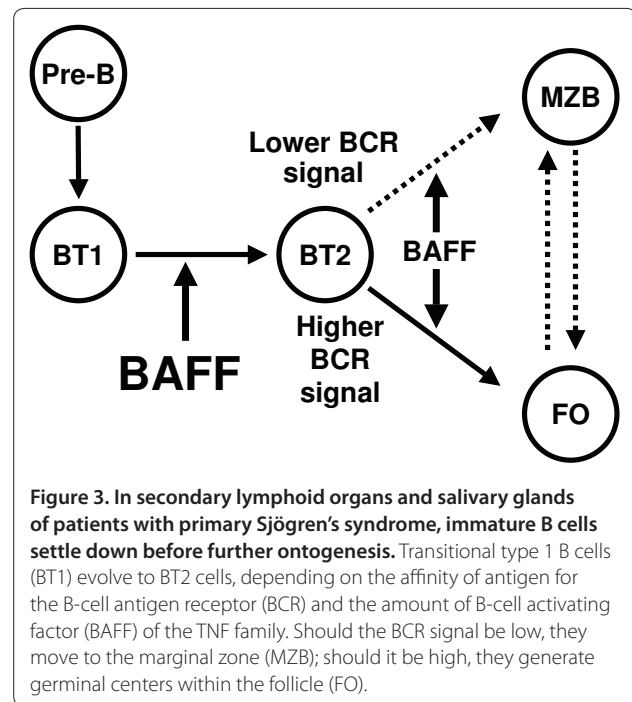 Pre-B
MZB
Lower BCR
signal
BT1
BT2
BAFF
Higher
BCR
signal
BAFF
FO
Figure 3. In secondary lymphoid organs and salivary glands
of patients with primary Sjögren’s syndrome, immature B cells
settle down before further ontogenesis. Transitional type 1 B cells
(BT1) evolve to BT2 cells, depending on the affinity of antigen for
the B-cell antigen receptor (BCR) and the amount of B-cell activating
factor (BAFF) of the TNF family. Should the BCR signal be low, they
move to the marginal zone (MZB); should it be high, they generate
germinal centers within the follicle (FO).